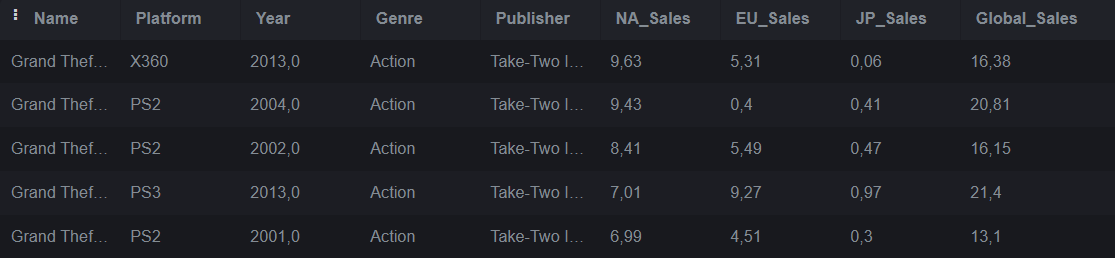 Name Platform Year Genre Publisher NA_Sales EU_Sales JP_Sales Global_Sales
Grand Thef... X360 2013,0 Action Take-Two I... 9,63 5,31 0,06 16,38
Grand Thef... PS2 2004,0 Action Take-Two I... 9,43 0,4 0,41 20,81
Grand Thef... PS2 2002,0 Action Take-Two I... 8,41 5,49 0,47 16,15
Grand Thef... PS3 2013,0 Action Take-Two I... 7,01 9,27 0,97 21,4
Grand Thef... PS2 2001,0 Action Take-Two I... 6,99 4,51 0,3 13,1